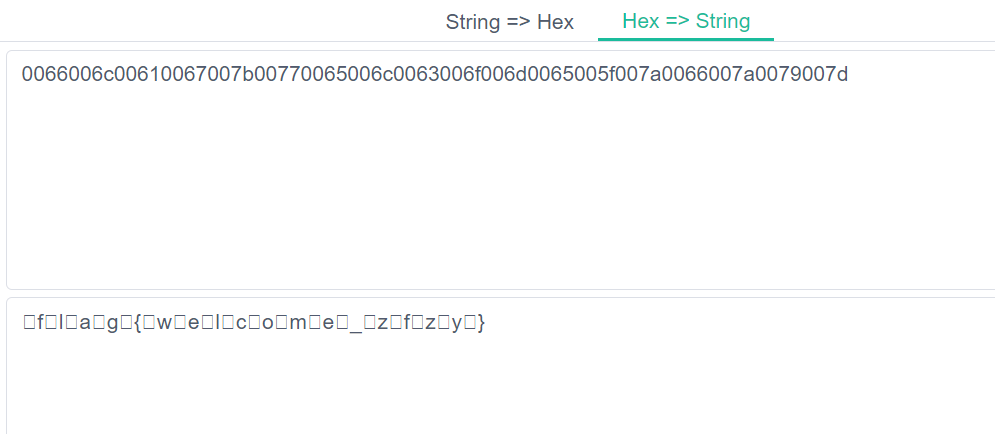 String => Hex
Hex => String
0066006c00610067007b00770065006c0063006f006d0065005f007a0066007a0079007d
□f□l□a□g□{□w□e□l□c□o□m□e□_□z□f□z□y□}